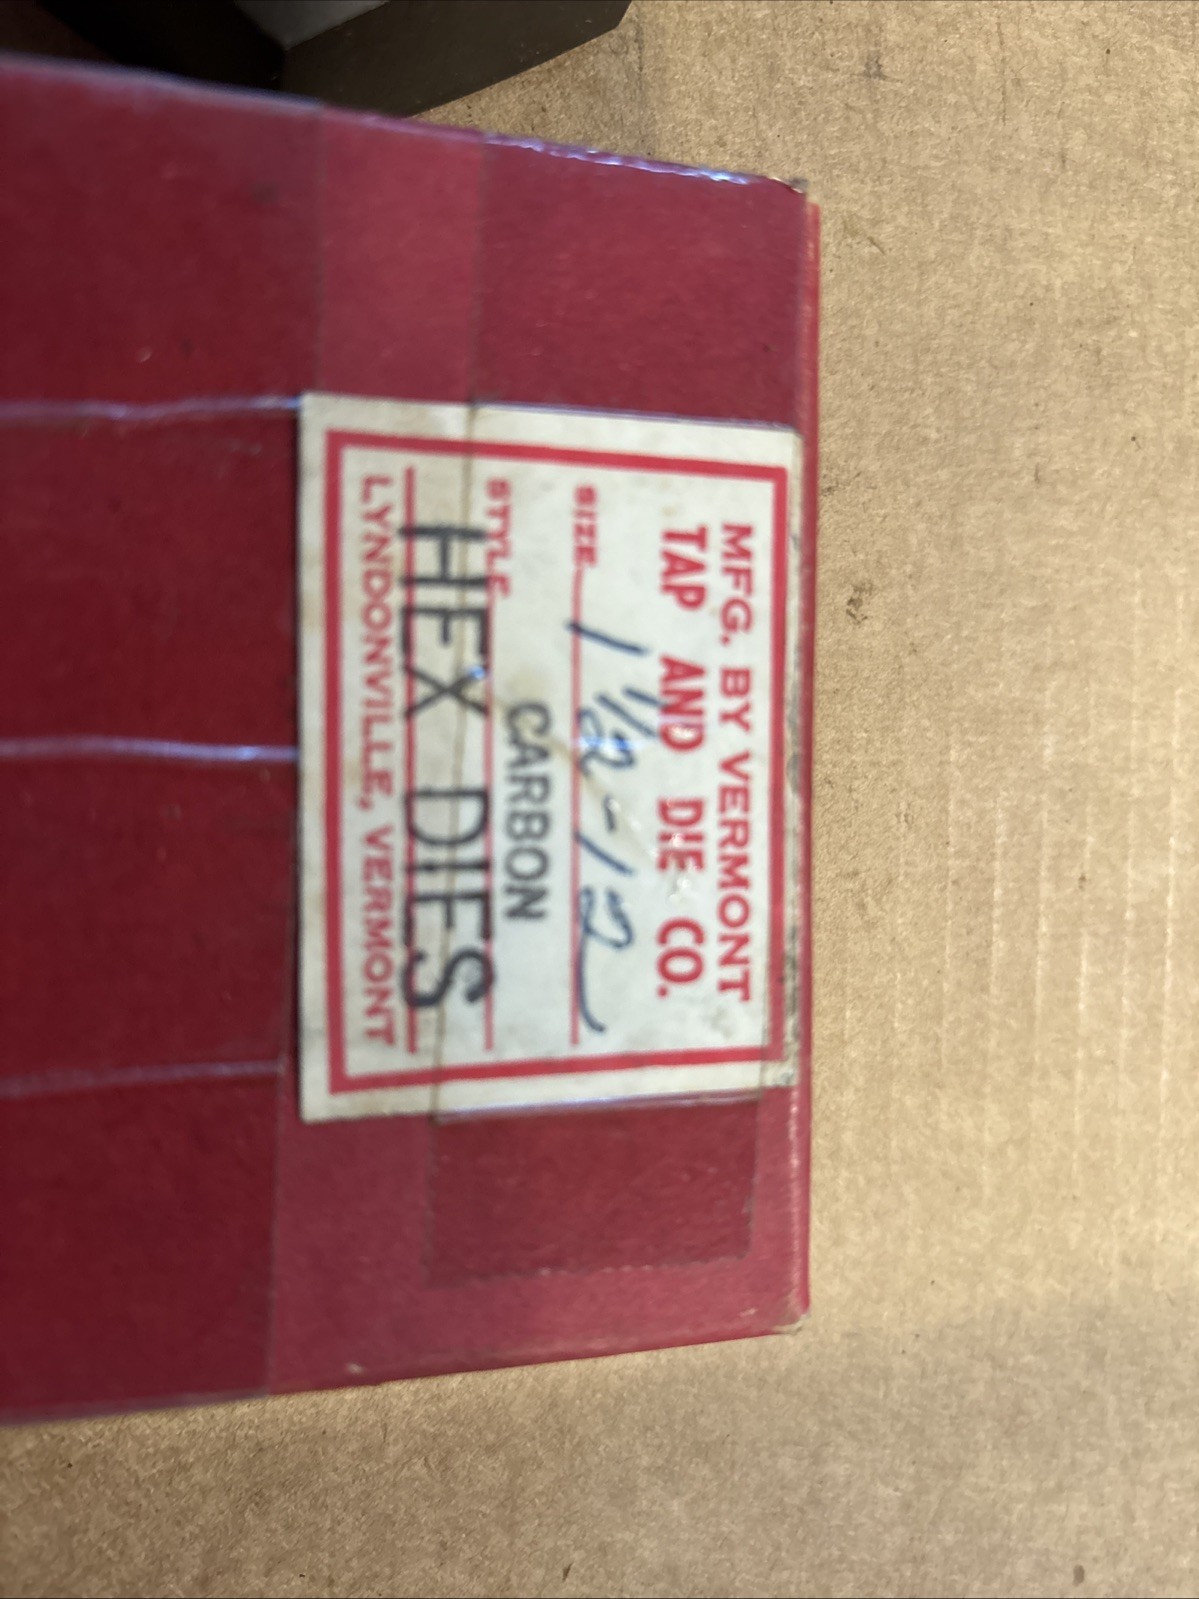 MFG. BY VERMONT
TAP AND DIE CO.
SIZE 1 1/2-12
CARBON
STYLE
HEX DIES
LYNDONVILLE, VERMONT